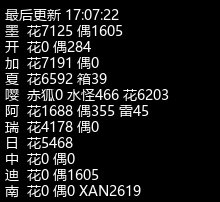 最后更新 17:07:22
墨 花7125 偶1605
开 花0 偶284
加 花7191 偶0
夏 花6592 箱39
嘤 赤狐0 水怪466 花6203
阿 花1688 偶355 雷45
瑞 花4178 偶0
日 花5468
中 花0 偶0
迪 花0 偶1605
南 花0 偶0 XAN2619